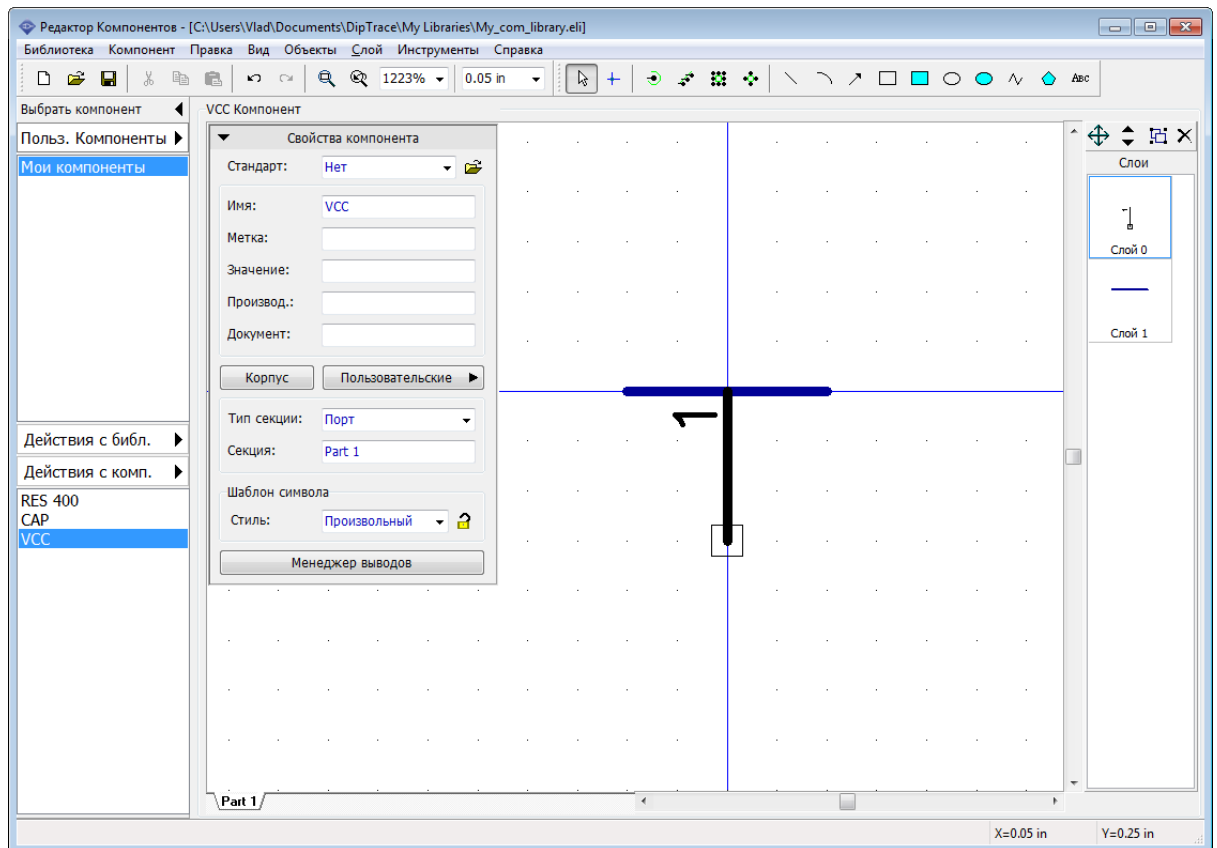 Редактор Компонентов - [C:\Users\Vlad\Documents\DipTrace\My Libraries\My_com_library.eli]
Библиотека Компонент Правка Вид Объекты Слой Инструменты Справка
1223% 0.05 in ABC
Выбрать компонент
VCC Компонент
Польз. Компоненты
Мои компоненты
Действия с библ.
Действия с комп.
RES 400
CAP
VCC
Свойства компонента
Стандарт: Нет
Имя: VCC
Метка:
Значение:
Производ.:
Документ:
Корпус Пользовательские
Тип секции: Порт
Секция: Part 1
Шаблон символа
Стиль: Произвольный
Менеджер выводов
1
Слои
Слой 0
Слой 1
Part 1
X=0.05 in Y=0.25 in